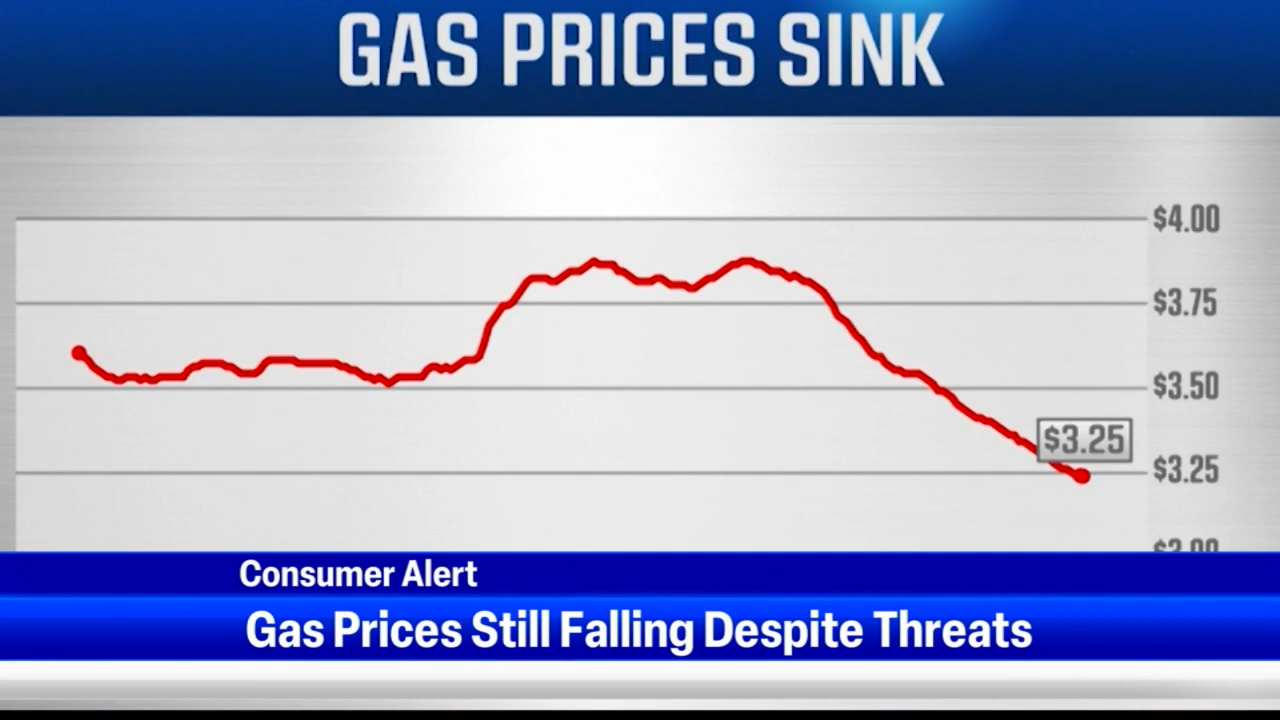 GAS PRICES SINK
$4.00
$3.75
$3.50
$3.25
$3.25
Consumer Alert
Gas Prices Still Falling Despite Threats